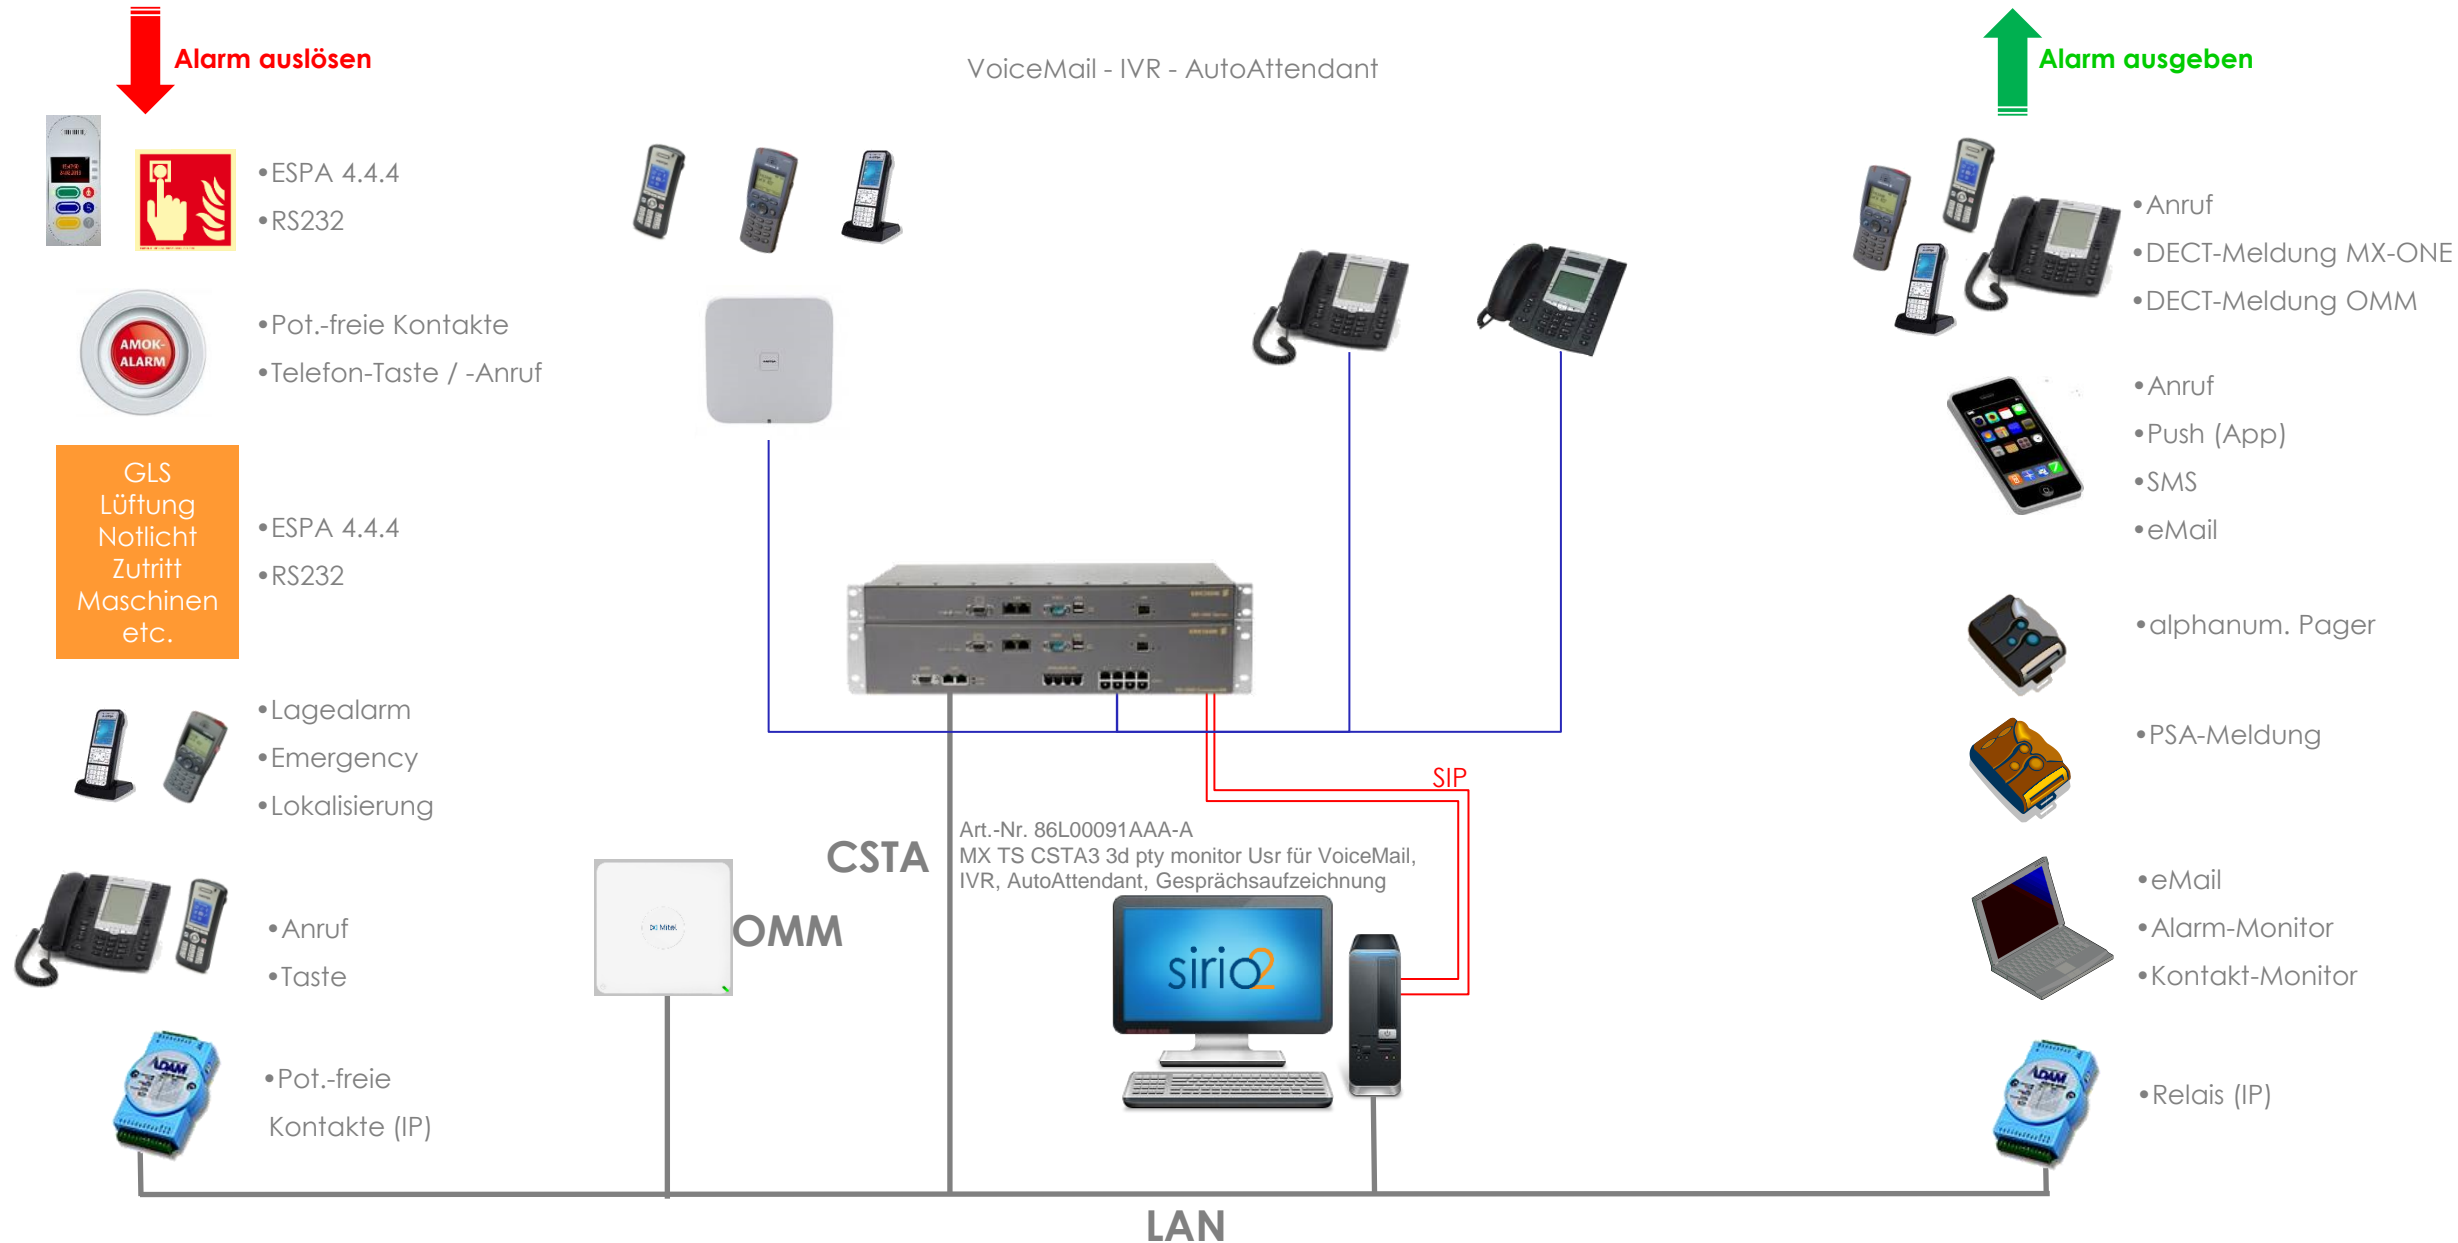 Alarm auslösen
VoiceMail - IVR - AutoAttendant
Alarm ausgeben
•ESPA 4.4.4
•RS232
AMOK-
ALARM
•Pot.-freie Kontakte
•Telefon-Taste / -Anruf
GLS
Lüftung
Notlicht
Zutritt
Maschinen
etc.
•ESPA 4.4.4
•RS232
•Lagealarm
•Emergency
•Lokalisierung
•Anruf
•Taste
ADAM
•Pot.-freie
Kontakte (IP)
SIP
CSTA
Art.-Nr. 86L00091AAA-A
MX TS CSTA3 3d pty monitor Usr für VoiceMail,
IVR, AutoAttendant, Gesprächsaufzeichnung
Mitel
OMM
sirio2
LAN
•Anruf
•DECT-Meldung MX-ONE
•DECT-Meldung OMM
•Anruf
•Push (App)
•SMS
•eMail
•alphanum. Pager
•PSA-Meldung
•eMail
•Alarm-Monitor
•Kontakt-Monitor
ADAM
•Relais (IP)